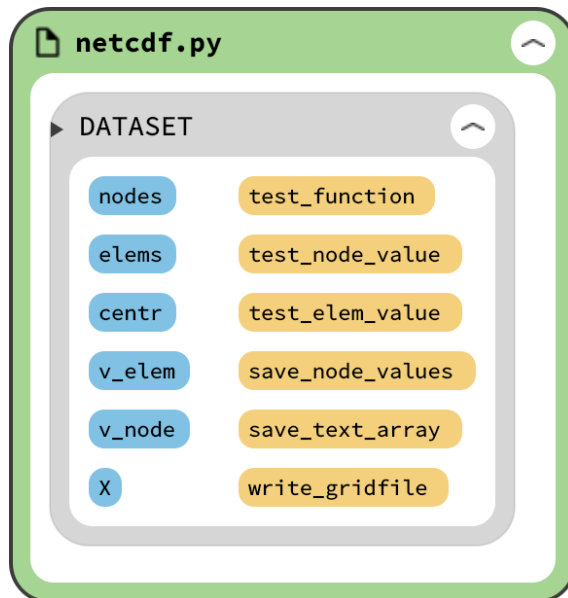 netcdf.py
DATASET
nodes test_function
elems test_node_value
centr test_elem_value
v_elem save_node_values
v_node save_text_array
X write_gridfile